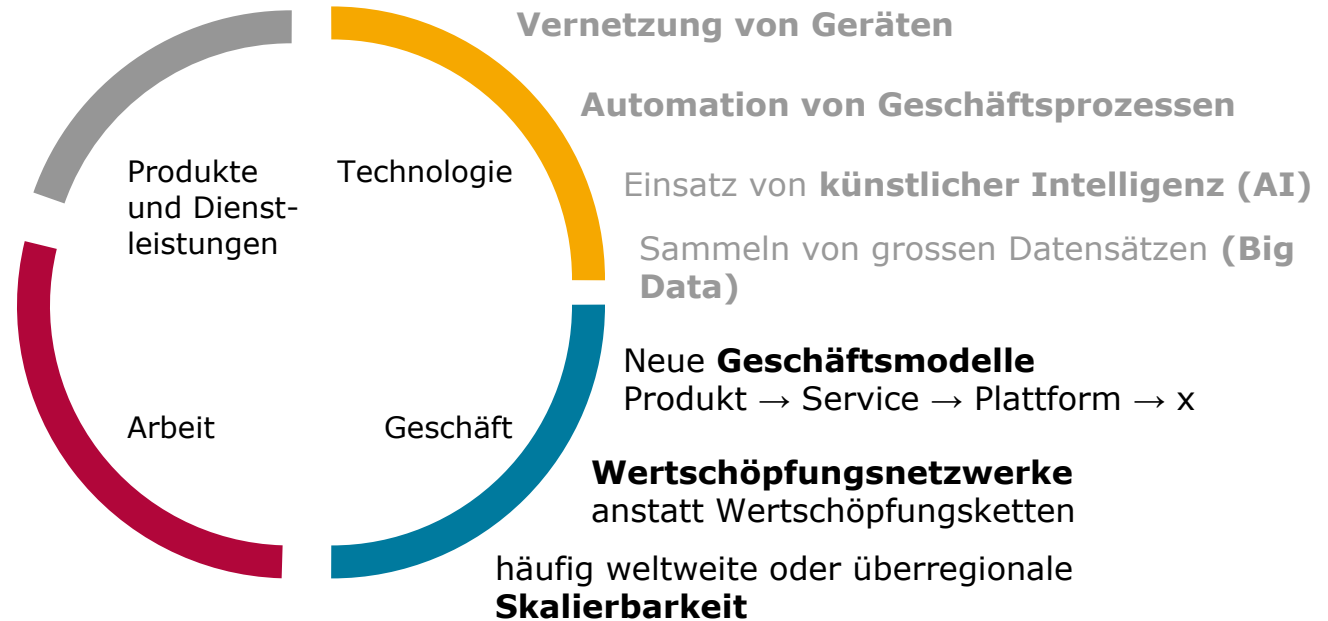 Vernetzung von Geräten
Automation von Geschäftsprozessen
Produkte
und Dienst-
leistungen
Technologie
Einsatz von künstlicher Intelligenz (AI)
Sammeln von grossen Datensätzen (Big
Data)
Neue Geschäftsmodelle
Produkt → Service → Plattform → x
Arbeit
Geschäft
Wertschöpfungsnetzwerke
anstatt Wertschöpfungsketten
häufig weltweite oder überregionale
Skalierbarkeit